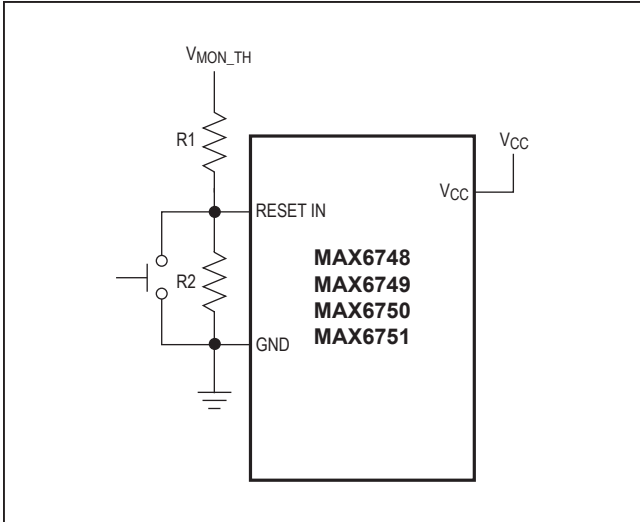 VMON_TH
R1
VCC
VCC
RESET IN
MAX6748
MAX6749
R2
MAX6750
MAX6751
GND